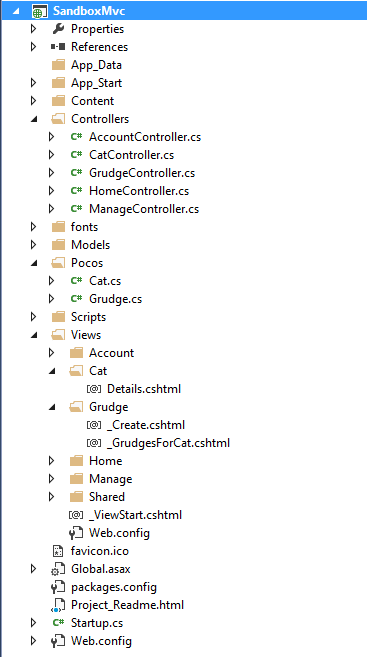 SandboxMvc
Properties
References
App_Data
App_Start
Content
Controllers
C# AccountController.cs
C# CatController.cs
C# GrudgeController.cs
C# HomeController.cs
C# ManageController.cs
fonts
Models
Pocos
C# Cat.cs
C# Grudge.cs
Scripts
Views
Account
Cat
[@] Details.cshtml
Grudge
[@] _Create.cshtml
[@] _GrudgesForCat.cshtml
Home
Manage
Shared
[@] _ViewStart.cshtml
Web.config
favicon.ico
Global.asax
packages.config
Project_Readme.html
C# Startup.cs
Web.config